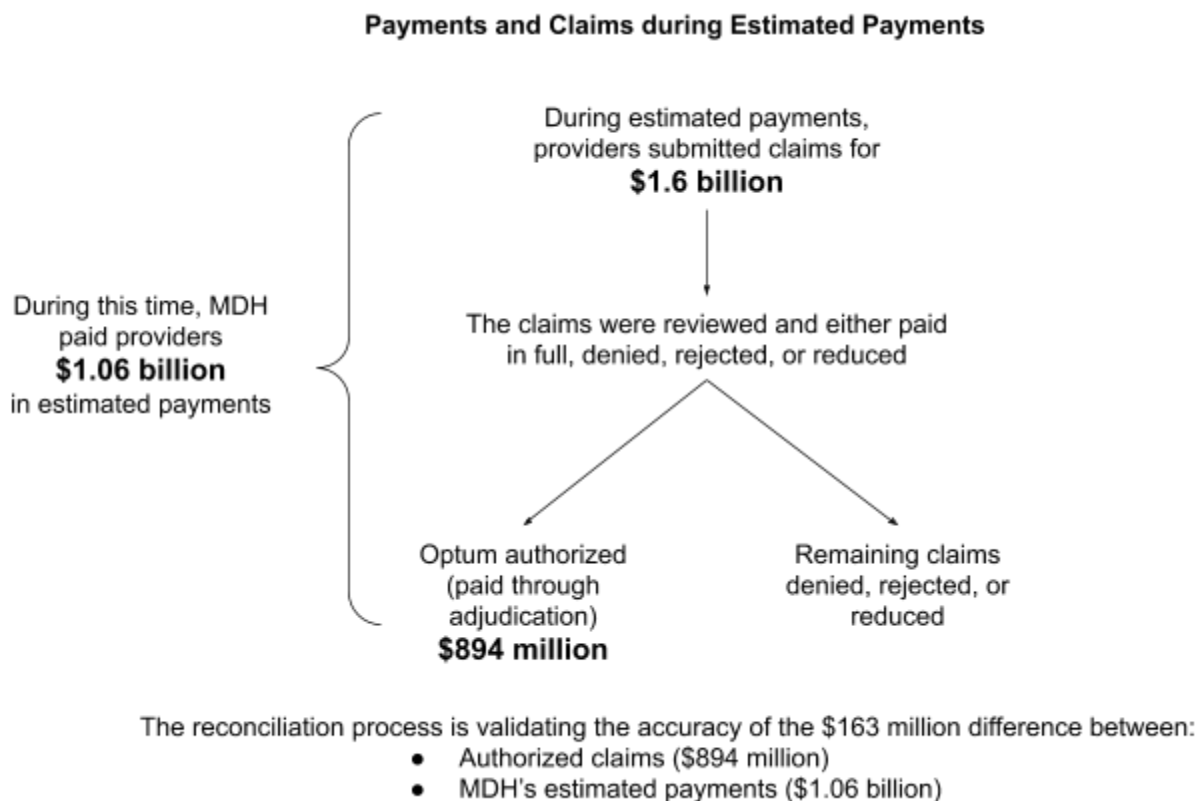 Payments and Claims during Estimated Payments
During estimated payments,
providers submitted claims for
$1.6 billion
During this time, MDH
paid providers
$1.06 billion
in estimated payments
The claims were reviewed and either paid
in full, denied, rejected, or reduced
Optum authorized
(paid through
adjudication)
$894 million
Remaining claims
denied, rejected, or
reduced
The reconciliation process is validating the accuracy of the $163 million difference between:
● Authorized claims ($894 million)
● MDH's estimated payments ($1.06 billion)